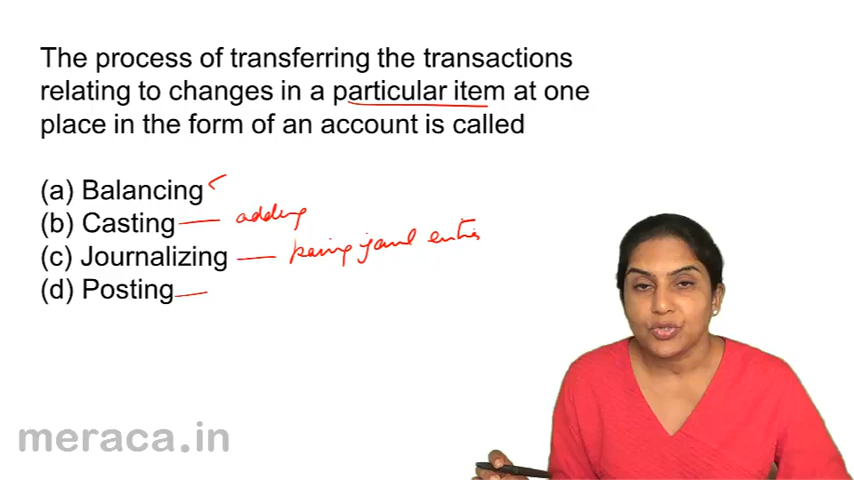 The process of transferring the transactions
relating to changes in a particular item at one
place in the form of an account is called
(a) Balancing
(b) Casting — adding
(c) Journalizing — entries
(d) Posting —
meraca.in